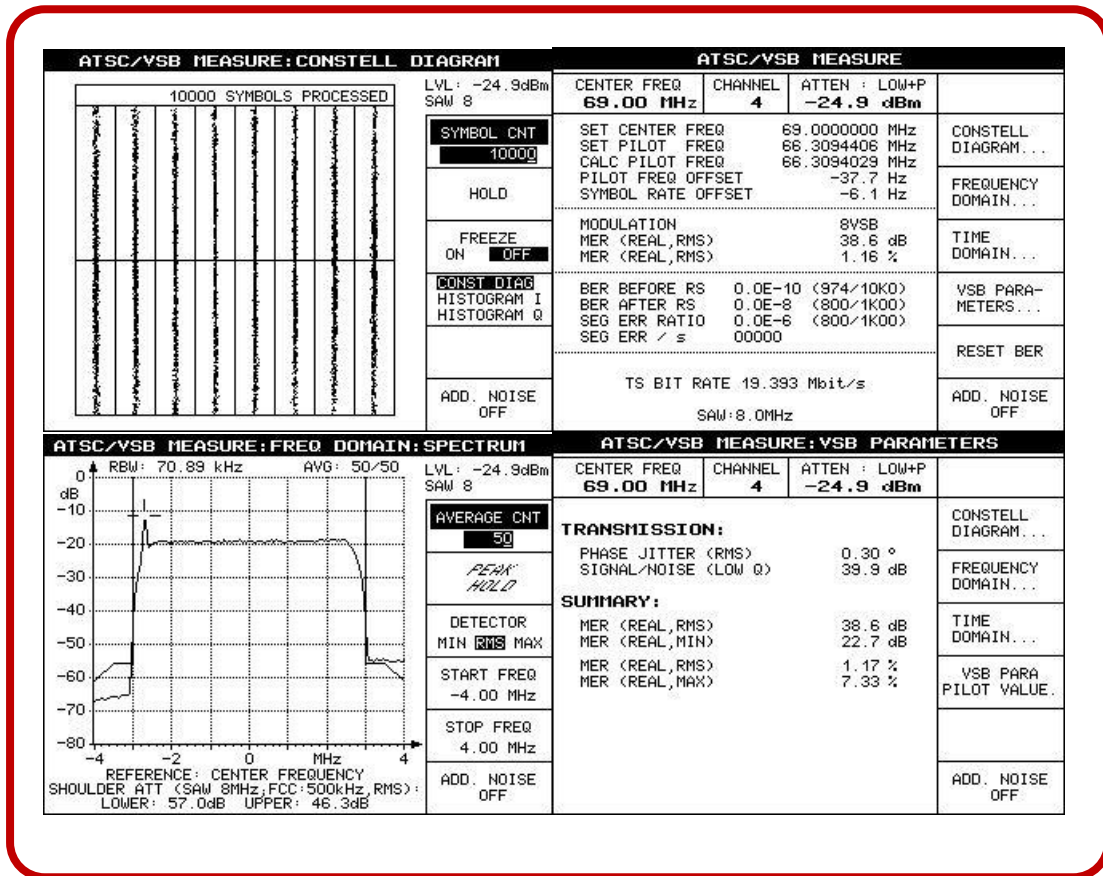 ATSC/VSB MEASURE:CONSTELL DIAGRAM
10000 SYMBOLS PROCESSED
LVL: -24.9dBm
SAW 8
SYMBOL CNT
10000
HOLD
FREEZE
ON OFF
CONST DIAG
HISTOGRAM I
HISTOGRAM Q
ADD. NOISE
OFF
ATSC/VSB MEASURE
CENTER FREQ CHANNEL ATTEN : LOW+P
69.00 MHz 4 -24.9 dBm
SET CENTER FREQ 69.0000000 MHz
SET PILOT FREQ 66.3094406 MHz
CALC PILOT FREQ 66.3094029 MHz
PILOT FREQ OFFSET -37.7 Hz
SYMBOL RATE OFFSET -6.1 Hz
MODULATION 8VSB
MER (REAL,RMS) 38.6 dB
MER (REAL,RMS) 1.16 %
BER BEFORE RS 0.0E-10 (974/10K0)
BER AFTER RS 0.0E-8 (800/1K00)
SEG ERR RATIO 0.0E-6 (800/1K00)
SEG ERR / s 00000
TS BIT RATE 19.393 Mbit/s
SAW:8.0MHz
CONSTELL
DIAGRAM...
FREQUENCY
DOMAIN...
TIME
DOMAIN...
VSB PARA-
METERS...
RESET BER
ADD. NOISE
OFF
ATSC/VSB MEASURE:FREQ DOMAIN:SPECTRUM
RBW: 70.89 kHz AVG: 50/50
0
dB
-10
-20
-30
-40
-50
-60
-70
-80
-4 -2 0 MHz 4
REFERENCE: CENTER FREQUENCY
SHOULDER ATT (SAW 8MHz,FCC:500kHz,RMS):
LOWER: 57.0dB UPPER: 46.3dB
LVL: -24.9dBm
SAW 8
AVERAGE CNT
50
PEAK
HOLD
DETECTOR
MIN RMS MAX
START FREQ
-4.00 MHz
STOP FREQ
4.00 MHz
ADD. NOISE
OFF
ATSC/VSB MEASURE:VSB PARAMETERS
CENTER FREQ CHANNEL ATTEN : LOW+P
69.00 MHz 4 -24.9 dBm
TRANSMISSION:
PHASE JITTER (RMS) 0.30 °
SIGNAL/NOISE (LOW Q) 39.9 dB
SUMMARY:
MER (REAL,RMS) 38.6 dB
MER (REAL,MIN) 22.7 dB
MER (REAL,RMS) 1.17 %
MER (REAL,MAX) 7.33 %
CONSTELL
DIAGRAM...
FREQUENCY
DOMAIN...
TIME
DOMAIN...
VSB PARA
PILOT VALUE.
ADD. NOISE
OFF